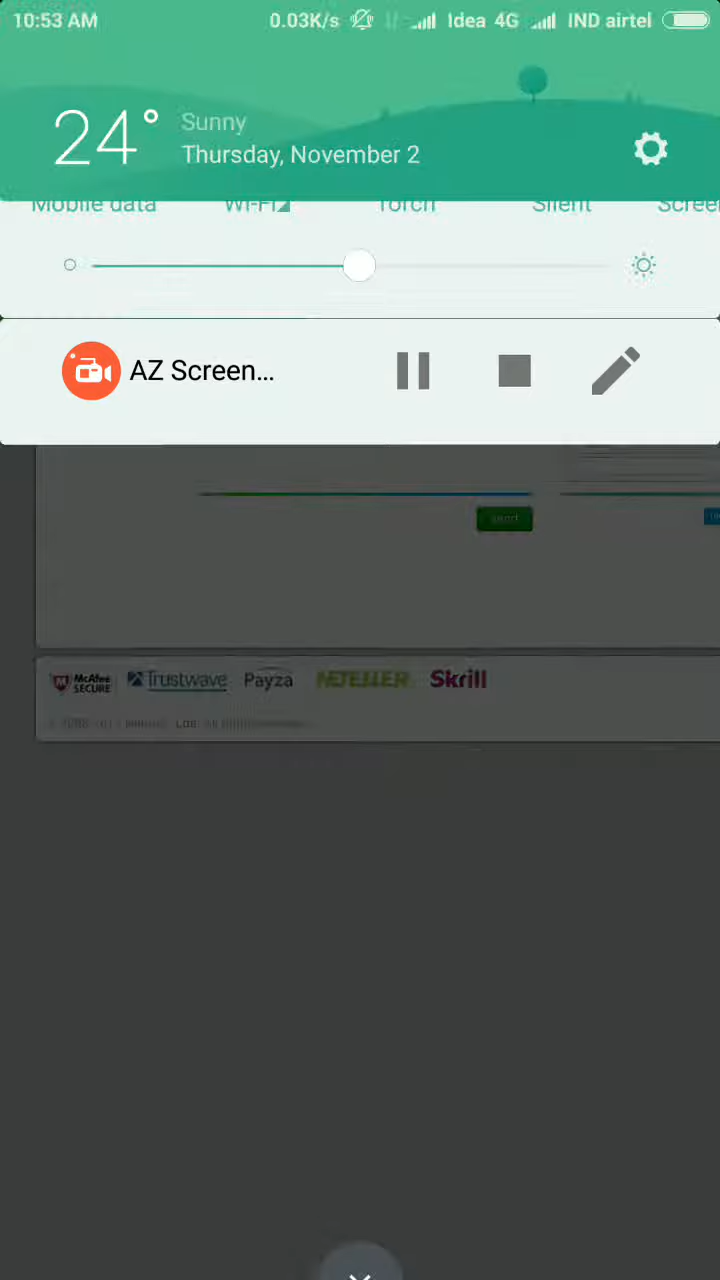 10:53 AM 0.03K/s Idea 4G IND airtel
24° Sunny
Thursday, November 2
Mobile data Wi-Fi Torch Silent Screen
AZ Screen...
McAfee SECURE Trustwave Payza NETELLER Skrill